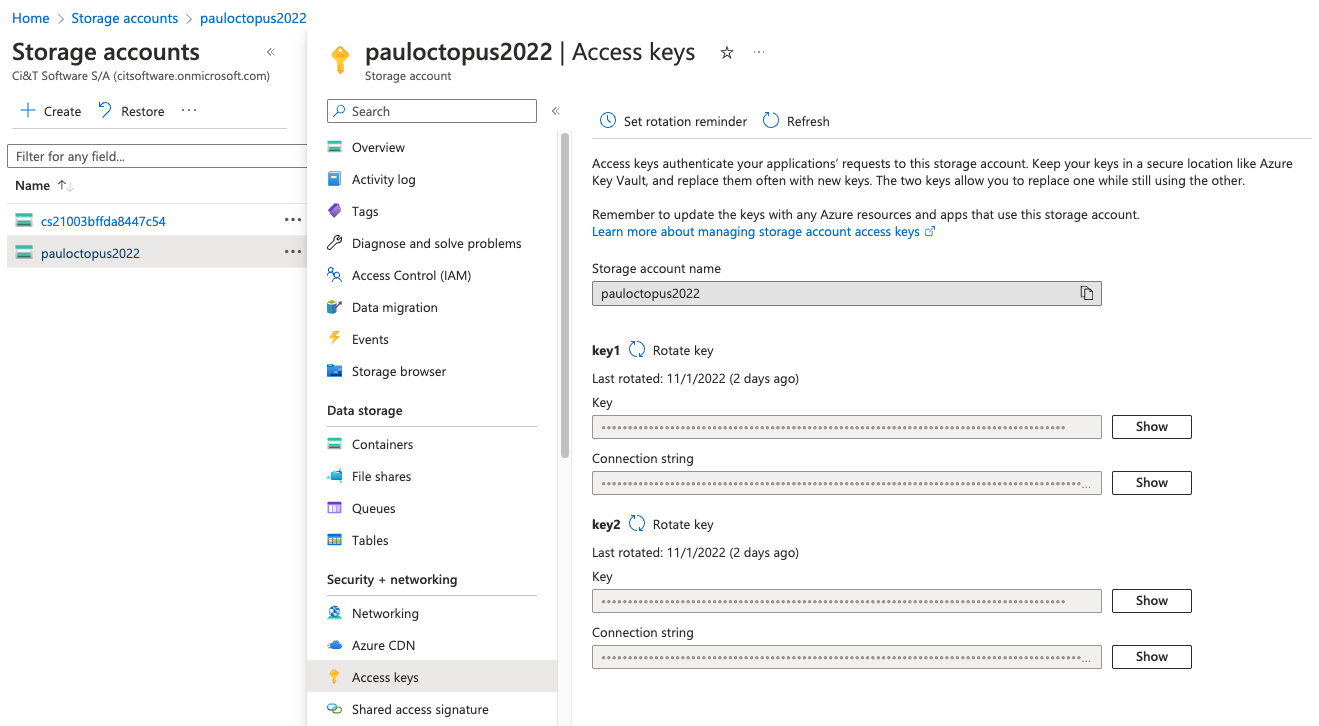 Home > Storage accounts > pauloctopus2022
Storage accounts
Ci&T Software S/A (citsoftware.onmicrosoft.com)
Create Restore ...
Filter for any field...
Name
cs21003bffda8447c54 ...
pauloctopus2022 ...
pauloctopus2022 | Access keys ...
Storage account
Search
Overview
Activity log
Tags
Diagnose and solve problems
Access Control (IAM)
Data migration
Events
Storage browser
Data storage
Containers
File shares
Queues
Tables
Security + networking
Networking
Azure CDN
Access keys
Shared access signature
Set rotation reminder Refresh
Access keys authenticate your applications’ requests to this storage account. Keep your keys in a secure location like Azure
Key Vault, and replace them often with new keys. The two keys allow you to replace one while still using the other.
Remember to update the keys with any Azure resources and apps that use this storage account.
Learn more about managing storage account access keys
Storage account name
pauloctopus2022
key1 Rotate key
Last rotated: 11/1/2022 (2 days ago)
Key
Show
Connection string
Show
key2 Rotate key
Last rotated: 11/1/2022 (2 days ago)
Key
Show
Connection string
Show